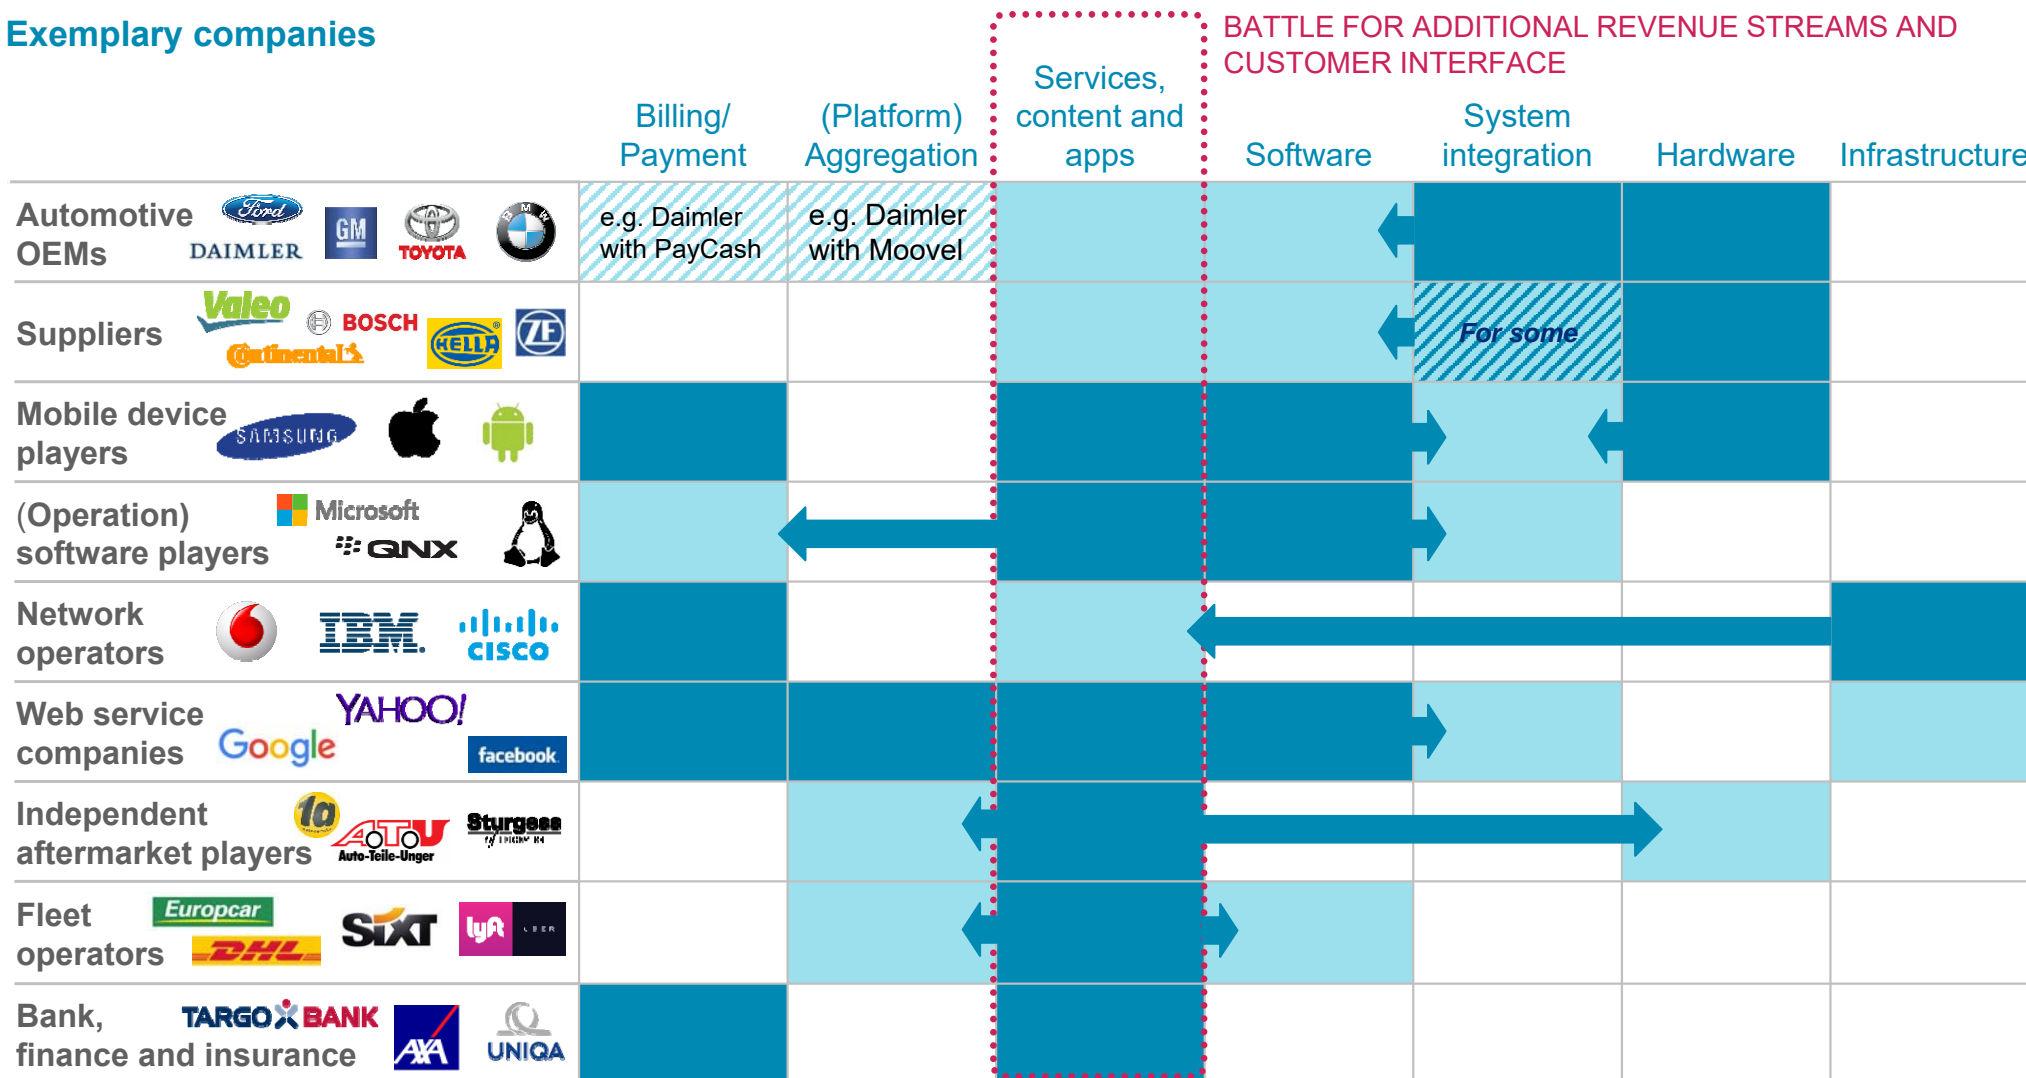 Exemplary companies
BATTLE FOR ADDITIONAL REVENUE STREAMS AND
CUSTOMER INTERFACE
Billing/
Payment
(Platform)
Aggregation
Services,
content and
apps
Software
System
integration
Hardware
Infrastructure
Automotive
OEMs
Ford
DAIMLER
GM
TOYOTA
BMW
e.g. Daimler
with PayCash
e.g. Daimler
with Moovel
Suppliers
Valeo
BOSCH
Continental
HELLA
ZF
For some
Mobile device
players
SAMSUNG
(Operation)
software players
Microsoft
QNX
Network
operators
IBM
CISCO
Web service
companies
YAHOO!
Google
facebook
Independent
aftermarket players
1a
ATU
Auto-Teile-Unger
Sturgess
Fleet
operators
Europcar
DHL
SIXT
lyft
UBER
Bank,
finance and insurance
TARGO BANK
AXA
UNIQA